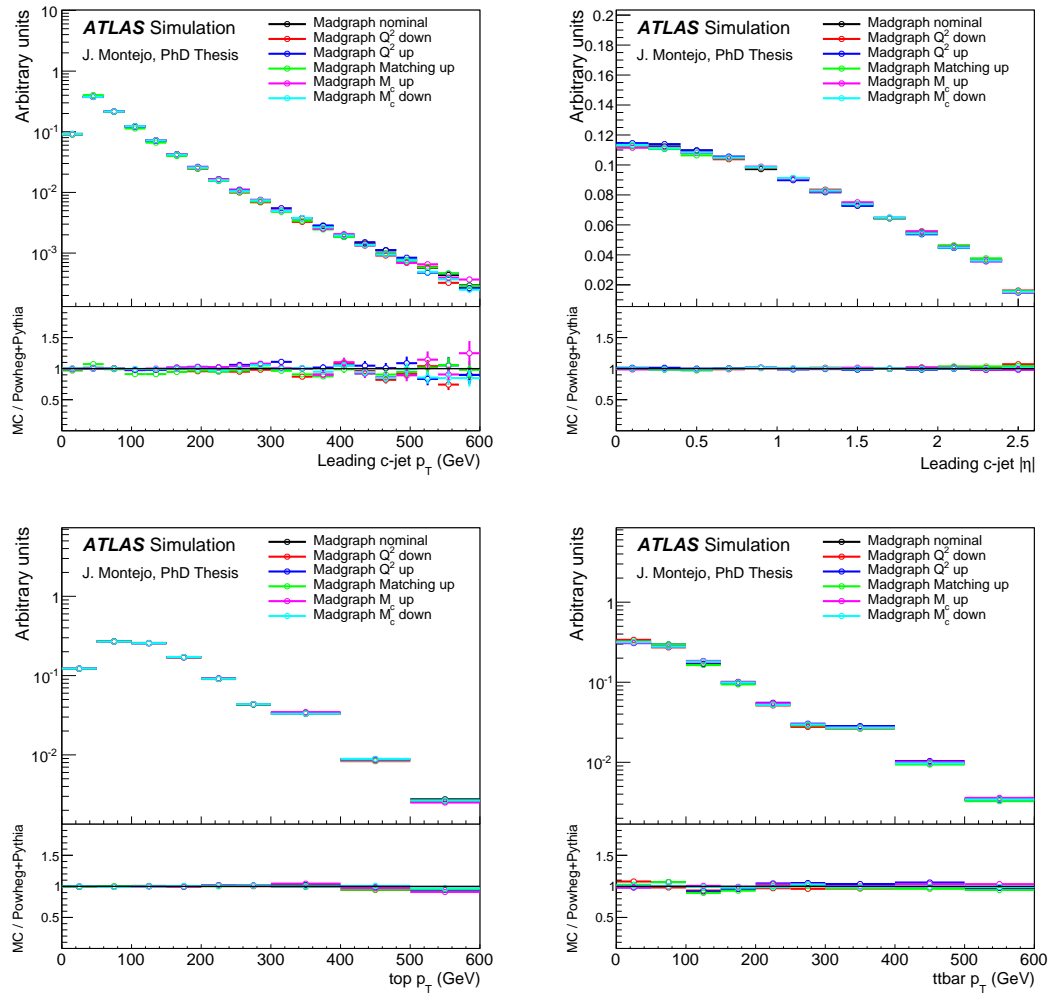 ATLAS Simulation
J. Montejo, PhD Thesis
Madgraph nominal
Madgraph Q² down
Madgraph Q² up
Madgraph Matching up
Madgraph M_c up
Madgraph M_c down
Arbitrary units
10
1
10⁻¹
10⁻²
10⁻³
MC / Powheg+Pythia
1.5
1
0.5
0 100 200 300 400 500 600
Leading c-jet p_T (GeV)
ATLAS Simulation
J. Montejo, PhD Thesis
Madgraph nominal
Madgraph Q² down
Madgraph Q² up
Madgraph Matching up
Madgraph M_c up
Madgraph M_c down
Arbitrary units
0.2
0.18
0.16
0.14
0.12
0.1
0.08
0.06
0.04
0.02
MC / Powheg+Pythia
1.5
1
0.5
0 0.5 1 1.5 2 2.5
Leading c-jet |η|
ATLAS Simulation
J. Montejo, PhD Thesis
Madgraph nominal
Madgraph Q² down
Madgraph Q² up
Madgraph Matching up
Madgraph M_c up
Madgraph M_c down
Arbitrary units
1
10⁻¹
10⁻²
MC / Powheg+Pythia
1.5
1
0.5
0 100 200 300 400 500 600
top p_T (GeV)
ATLAS Simulation
J. Montejo, PhD Thesis
Madgraph nominal
Madgraph Q² down
Madgraph Q² up
Madgraph Matching up
Madgraph M_c up
Madgraph M_c down
Arbitrary units
1
10⁻¹
10⁻²
MC / Powheg+Pythia
1.5
1
0.5
0 100 200 300 400 500 600
ttbar p_T (GeV)